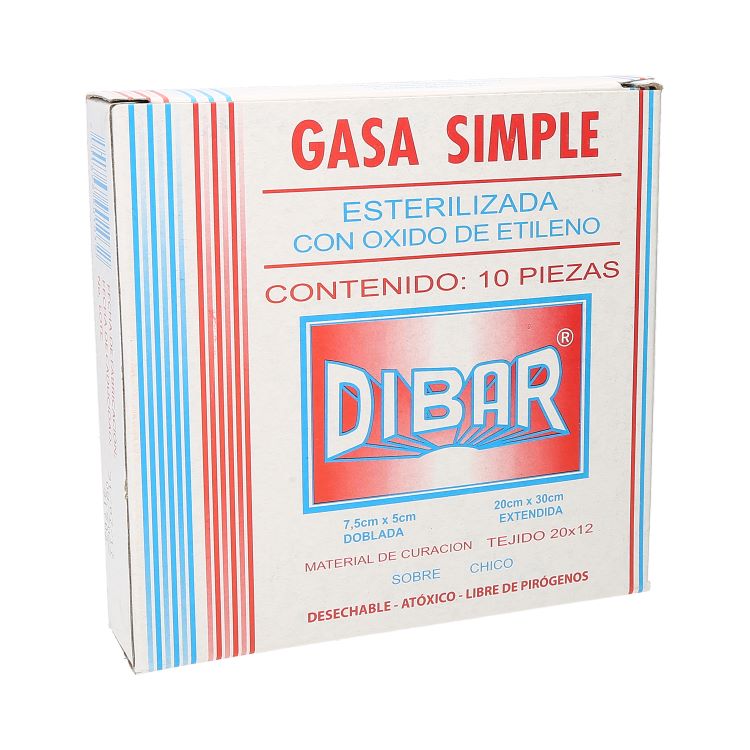 GASA SIMPLE
ESTERILIZADA
CON OXIDO DE ETILENO
CONTENIDO: 10 PIEZAS
DIBAR®
7,5cm x 5cm 20cm x 30cm
DOBLADA EXTENDIDA
MATERIAL DE CURACION TEJIDO 20x12
SOBRE CHICO
DESECHABLE - ATÓXICO - LIBRE DE PIRÓGENOS